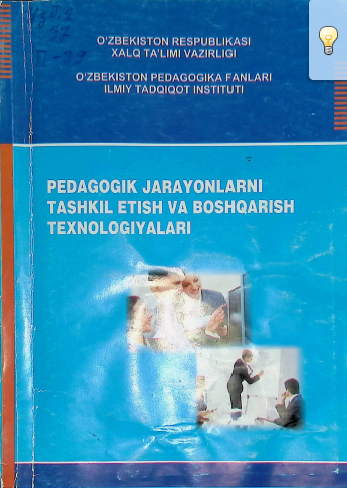 O'ZBEKISTON RESPUBLIKASI
XALQ TA'LIMI VAZIRLIGI
O'ZBEKISTON PEDAGOGIKA FANLARI
ILMIY TADQIQOT INSTITUTI
PEDAGOGIK JARAYONLARNI
TASHKIL ETISH VA BOSHQARISH
TEXNOLOGIYALARI